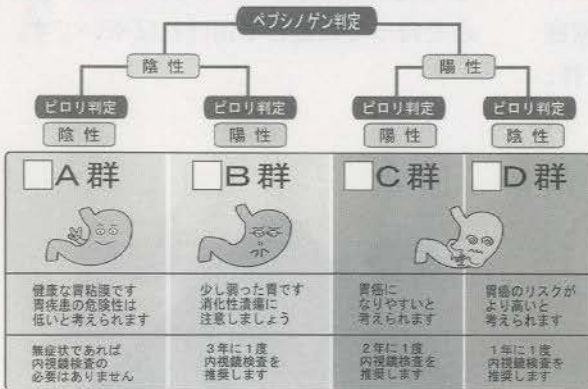 ペプシノゲン判定
陰性
陽性
ピロリ判定
ピロリ判定
ピロリ判定
ピロリ判定
陰性
陽性
陽性
陰性
A群
B群
C群
D群
健康な胃粘膜です
胃疾患の危険性は
低いと考えられます
少し弱った胃です
消化性潰瘍に
注意しましょう
胃癌に
なりやすいと
考えられます
胃癌のリスクが
より高いと
考えられます
無症状であれば
内視鏡検査の
必要はありません
3年に1度
内視鏡検査を
推奨します
2年に1度
内視鏡検査を
推奨します
1年に1度
内視鏡検査を
推奨します